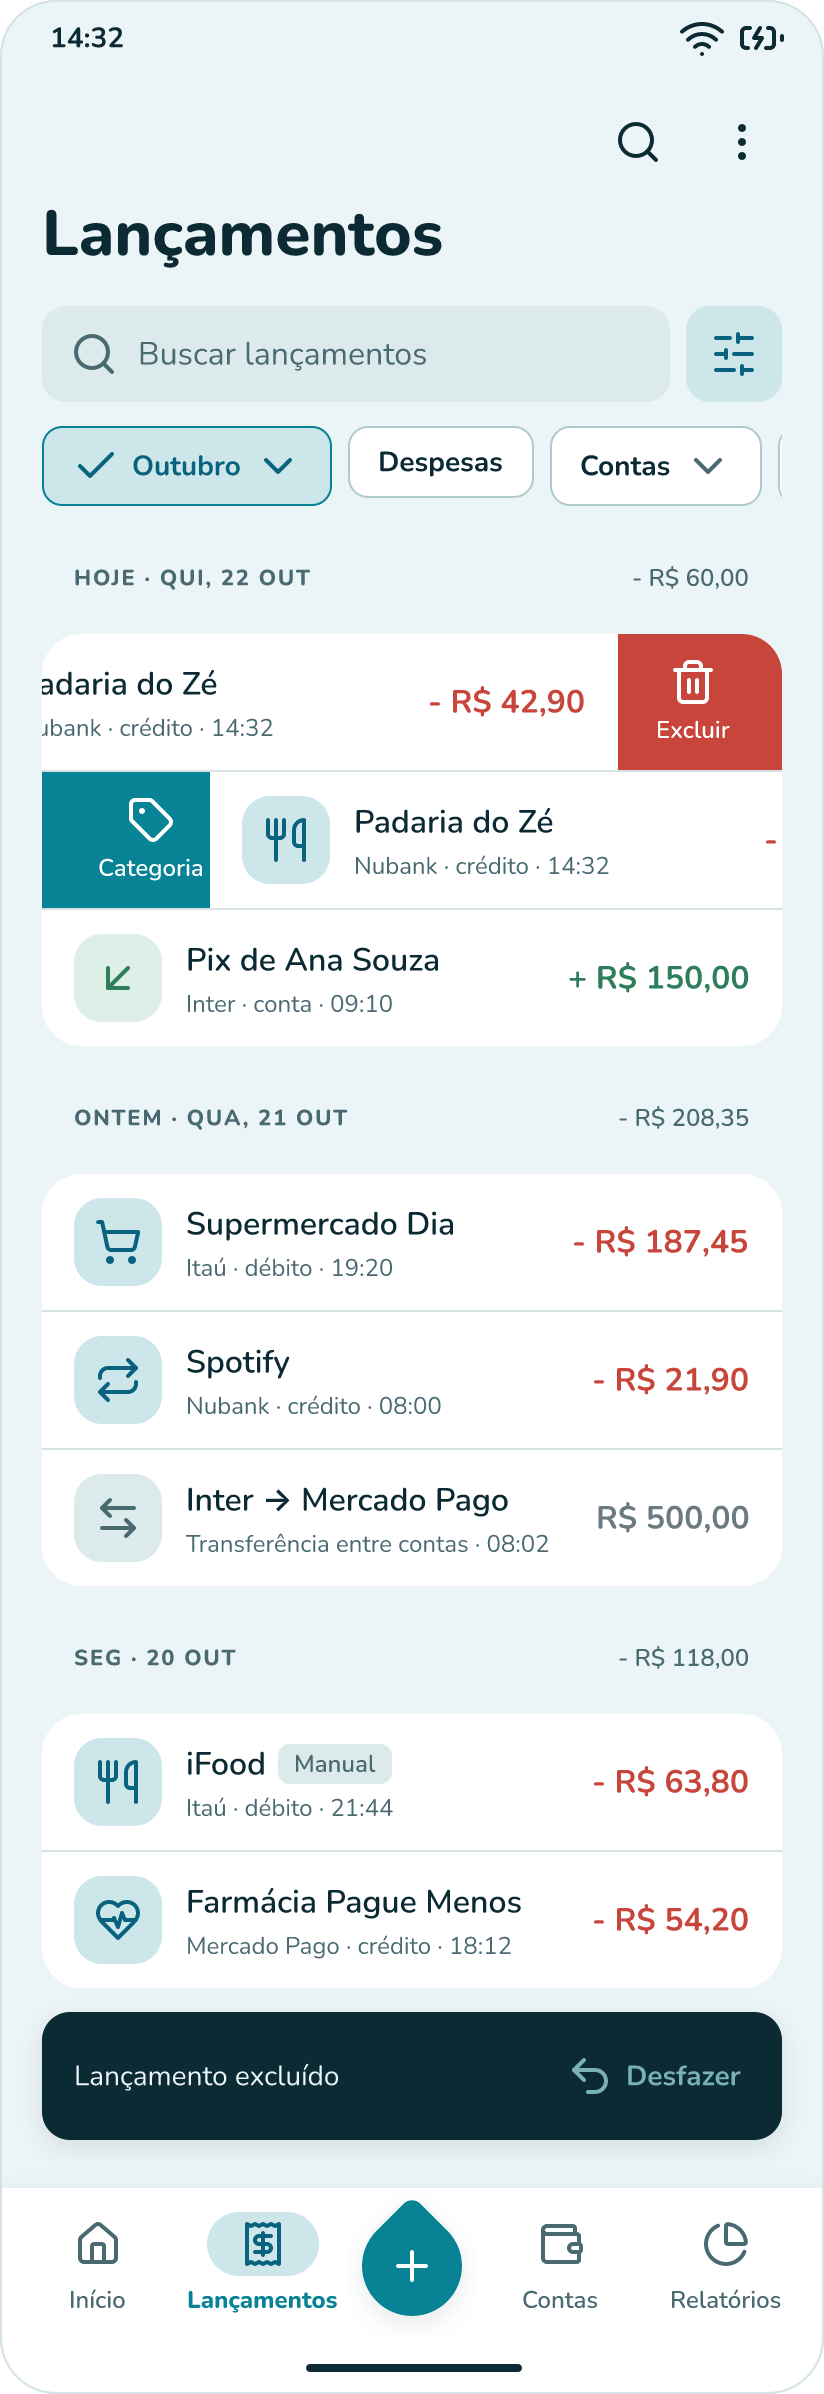 14:32
Lançamentos
Buscar lançamentos
Outubro
Despesas
Contas
HOJE · QUI, 22 OUT
- R$ 60,00
adaria do Zé
ubank · crédito · 14:32
- R$ 42,90
Excluir
Categoria
Padaria do Zé
Nubank · crédito · 14:32
-
Pix de Ana Souza
Inter · conta · 09:10
+ R$ 150,00
ONTEM · QUA, 21 OUT
- R$ 208,35
Supermercado Dia
Itaú · débito · 19:20
- R$ 187,45
Spotify
Nubank · crédito · 08:00
- R$ 21,90
Inter → Mercado Pago
Transferência entre contas · 08:02
R$ 500,00
SEG · 20 OUT
- R$ 118,00
iFood
Manual
Itaú · débito · 21:44
- R$ 63,80
Farmácia Pague Menos
Mercado Pago · crédito · 18:12
- R$ 54,20
Lançamento excluído
Desfazer
Início
Lançamentos
Contas
Relatórios